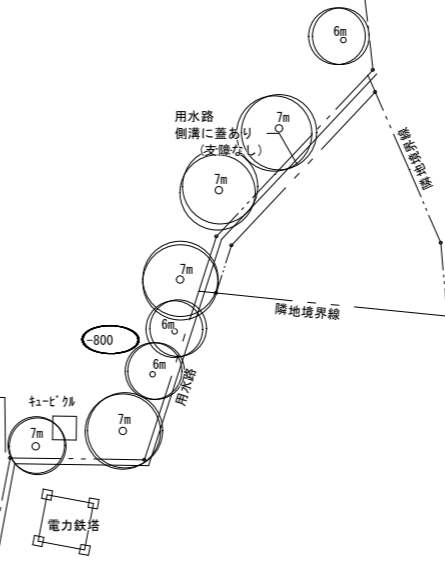 6m
用水路
側溝に蓋あり
(支障なし)
7m
7m
隣地境界線
7m
隣地境界線
6m
-800
6m
用水路
キュービクル
7m
7m
電力鉄塔